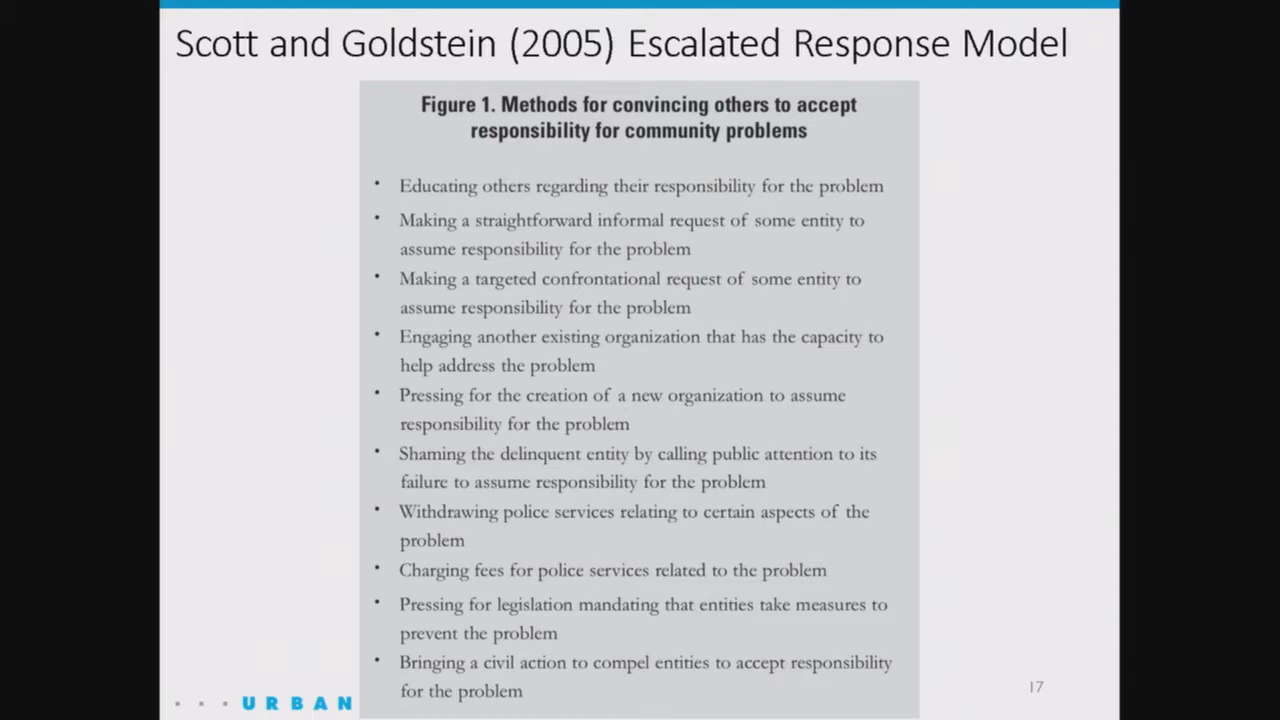 Scott and Goldstein (2005) Escalated Response Model
Figure 1. Methods for convincing others to accept
responsibility for community problems
• Educating others regarding their responsibility for the problem
• Making a straightforward informal request of some entity to
assume responsibility for the problem
• Making a targeted confrontational request of some entity to
assume responsibility for the problem
• Engaging another existing organization that has the capacity to
help address the problem
• Pressing for the creation of a new organization to assume
responsibility for the problem
• Shaming the delinquent entity by calling public attention to its
failure to assume responsibility for the problem
• Withdrawing police services relating to certain aspects of the
problem
• Charging fees for police services related to the problem
• Pressing for legislation mandating that entities take measures to
prevent the problem
• Bringing a civil action to compel entities to accept responsibility
for the problem
17
URBAN